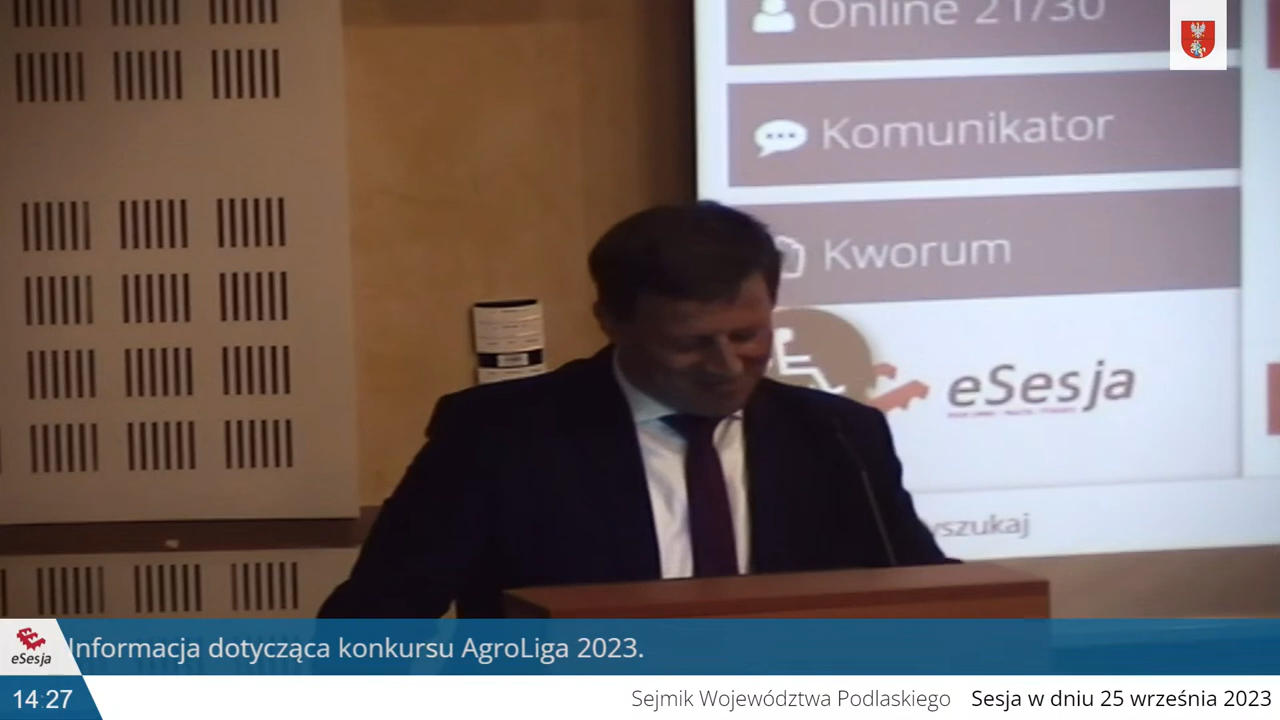 Online 21/30
Komunikator
Kworum
eSesja
yszukaj
Informacja dotycząca konkursu AgroLiga 2023.
eSesja
14:27
Sejmik Województwa Podlaskiego Sesja w dniu 25 września 2023